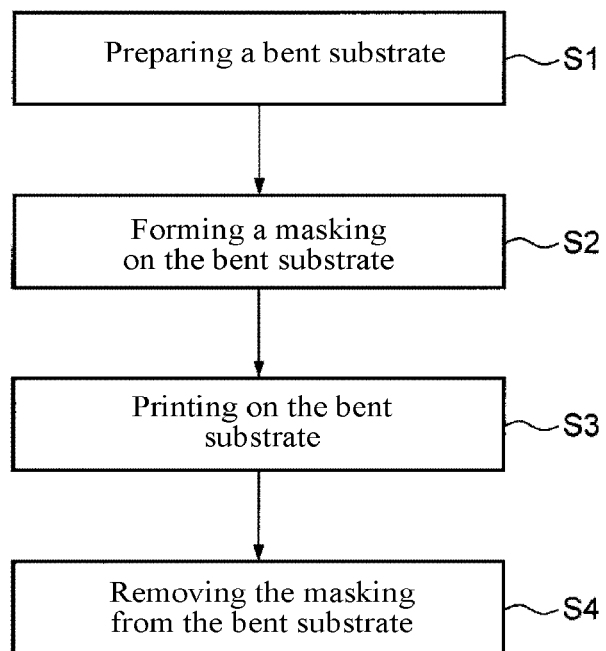 Preparing a bent substrate
S1
Forming a masking
on the bent substrate
S2
Printing on the bent
substrate
S3
Removing the masking
from the bent substrate
S4